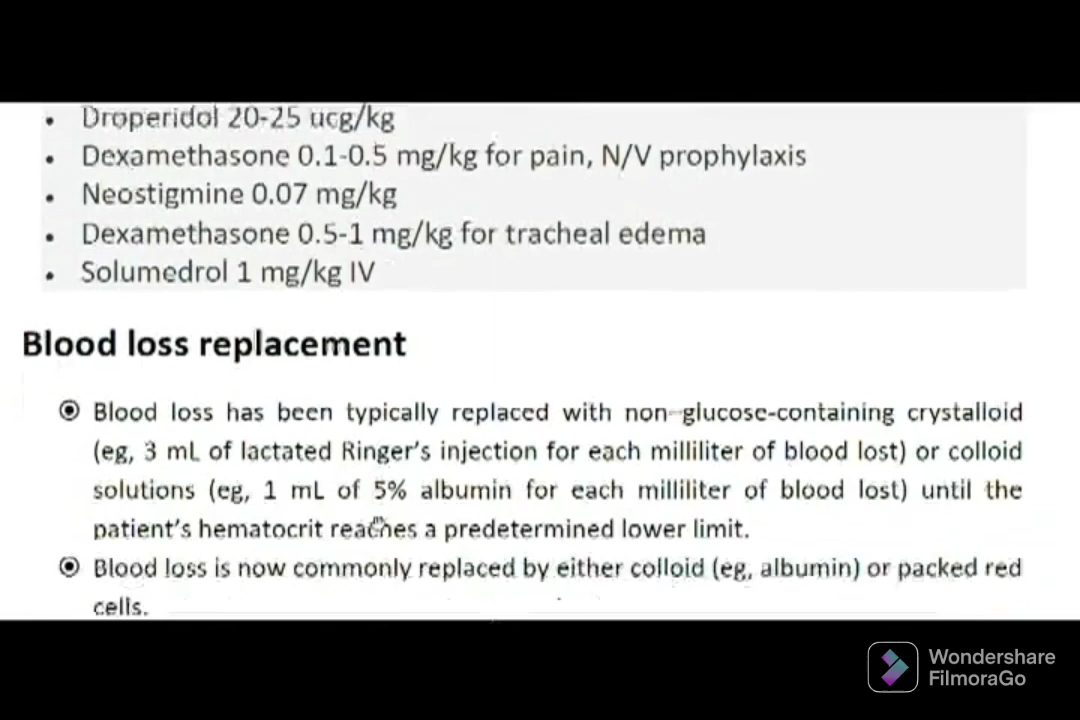 • Droperidol 20-25 ucg/kg
• Dexamethasone 0.1-0.5 mg/kg for pain, N/V prophylaxis
• Neostigmine 0.07 mg/kg
• Dexamethasone 0.5-1 mg/kg for tracheal edema
• Solumedrol 1 mg/kg IV
Blood loss replacement
Blood loss has been typically replaced with non-glucose-containing crystalloid
(eg, 3 mL of lactated Ringer's injection for each milliliter of blood lost) or colloid
solutions (eg, 1 mL of 5% albumin for each milliliter of blood lost) until the
patient's hematocrit reaches a predetermined lower limit.
Blood loss is now commonly replaced by either colloid (eg, albumin) or packed red
cells.
Wondershare
FilmoraGo